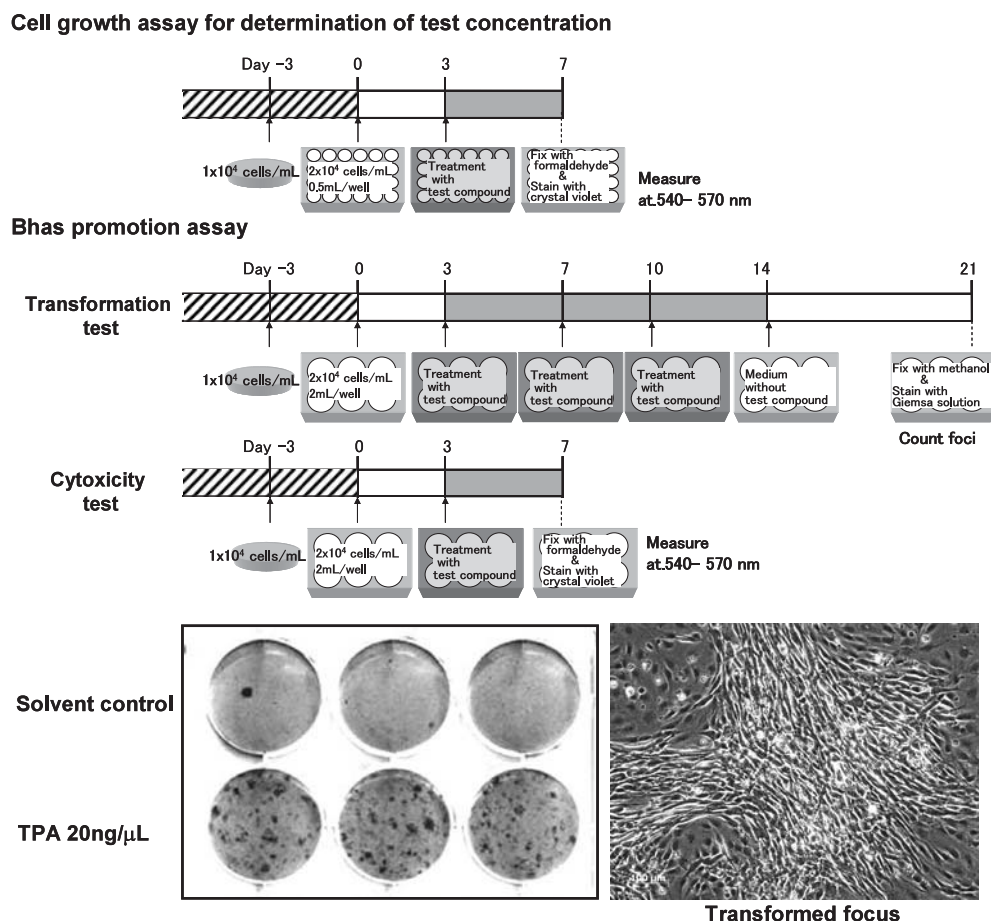 Cell growth assay for determination of test concentration
Day −3 0 3 7
1x10⁴ cells/mL
2x10⁴ cells/mL
0.5mL/well
Treatment
with
test compound
Fix with
formaldehyde
&
Stain with
crystal violet
Measure
at.540− 570 nm
Bhas promotion assay
Day −3 0 3 7 10 14 21
Transformation
test
1x10⁴ cells/mL
2x10⁴ cells/mL
2mL/well
Treatment
with
test compound
Treatment
with
test compound
Treatment
with
test compound
Medium
without
test compound
Fix with methanol
&
Stain with
Giemsa solution
Count foci
Day −3 0 3 7
Cytoxicity
test
1x10⁴ cells/mL
2x10⁴ cells/mL
2mL/well
Treatment
with
test compound
Fix with
formaldehyde
&
Stain with
crystal violet
Measure
at.540− 570 nm
Solvent control
TPA 20ng/μL
100 μm
Transformed focus